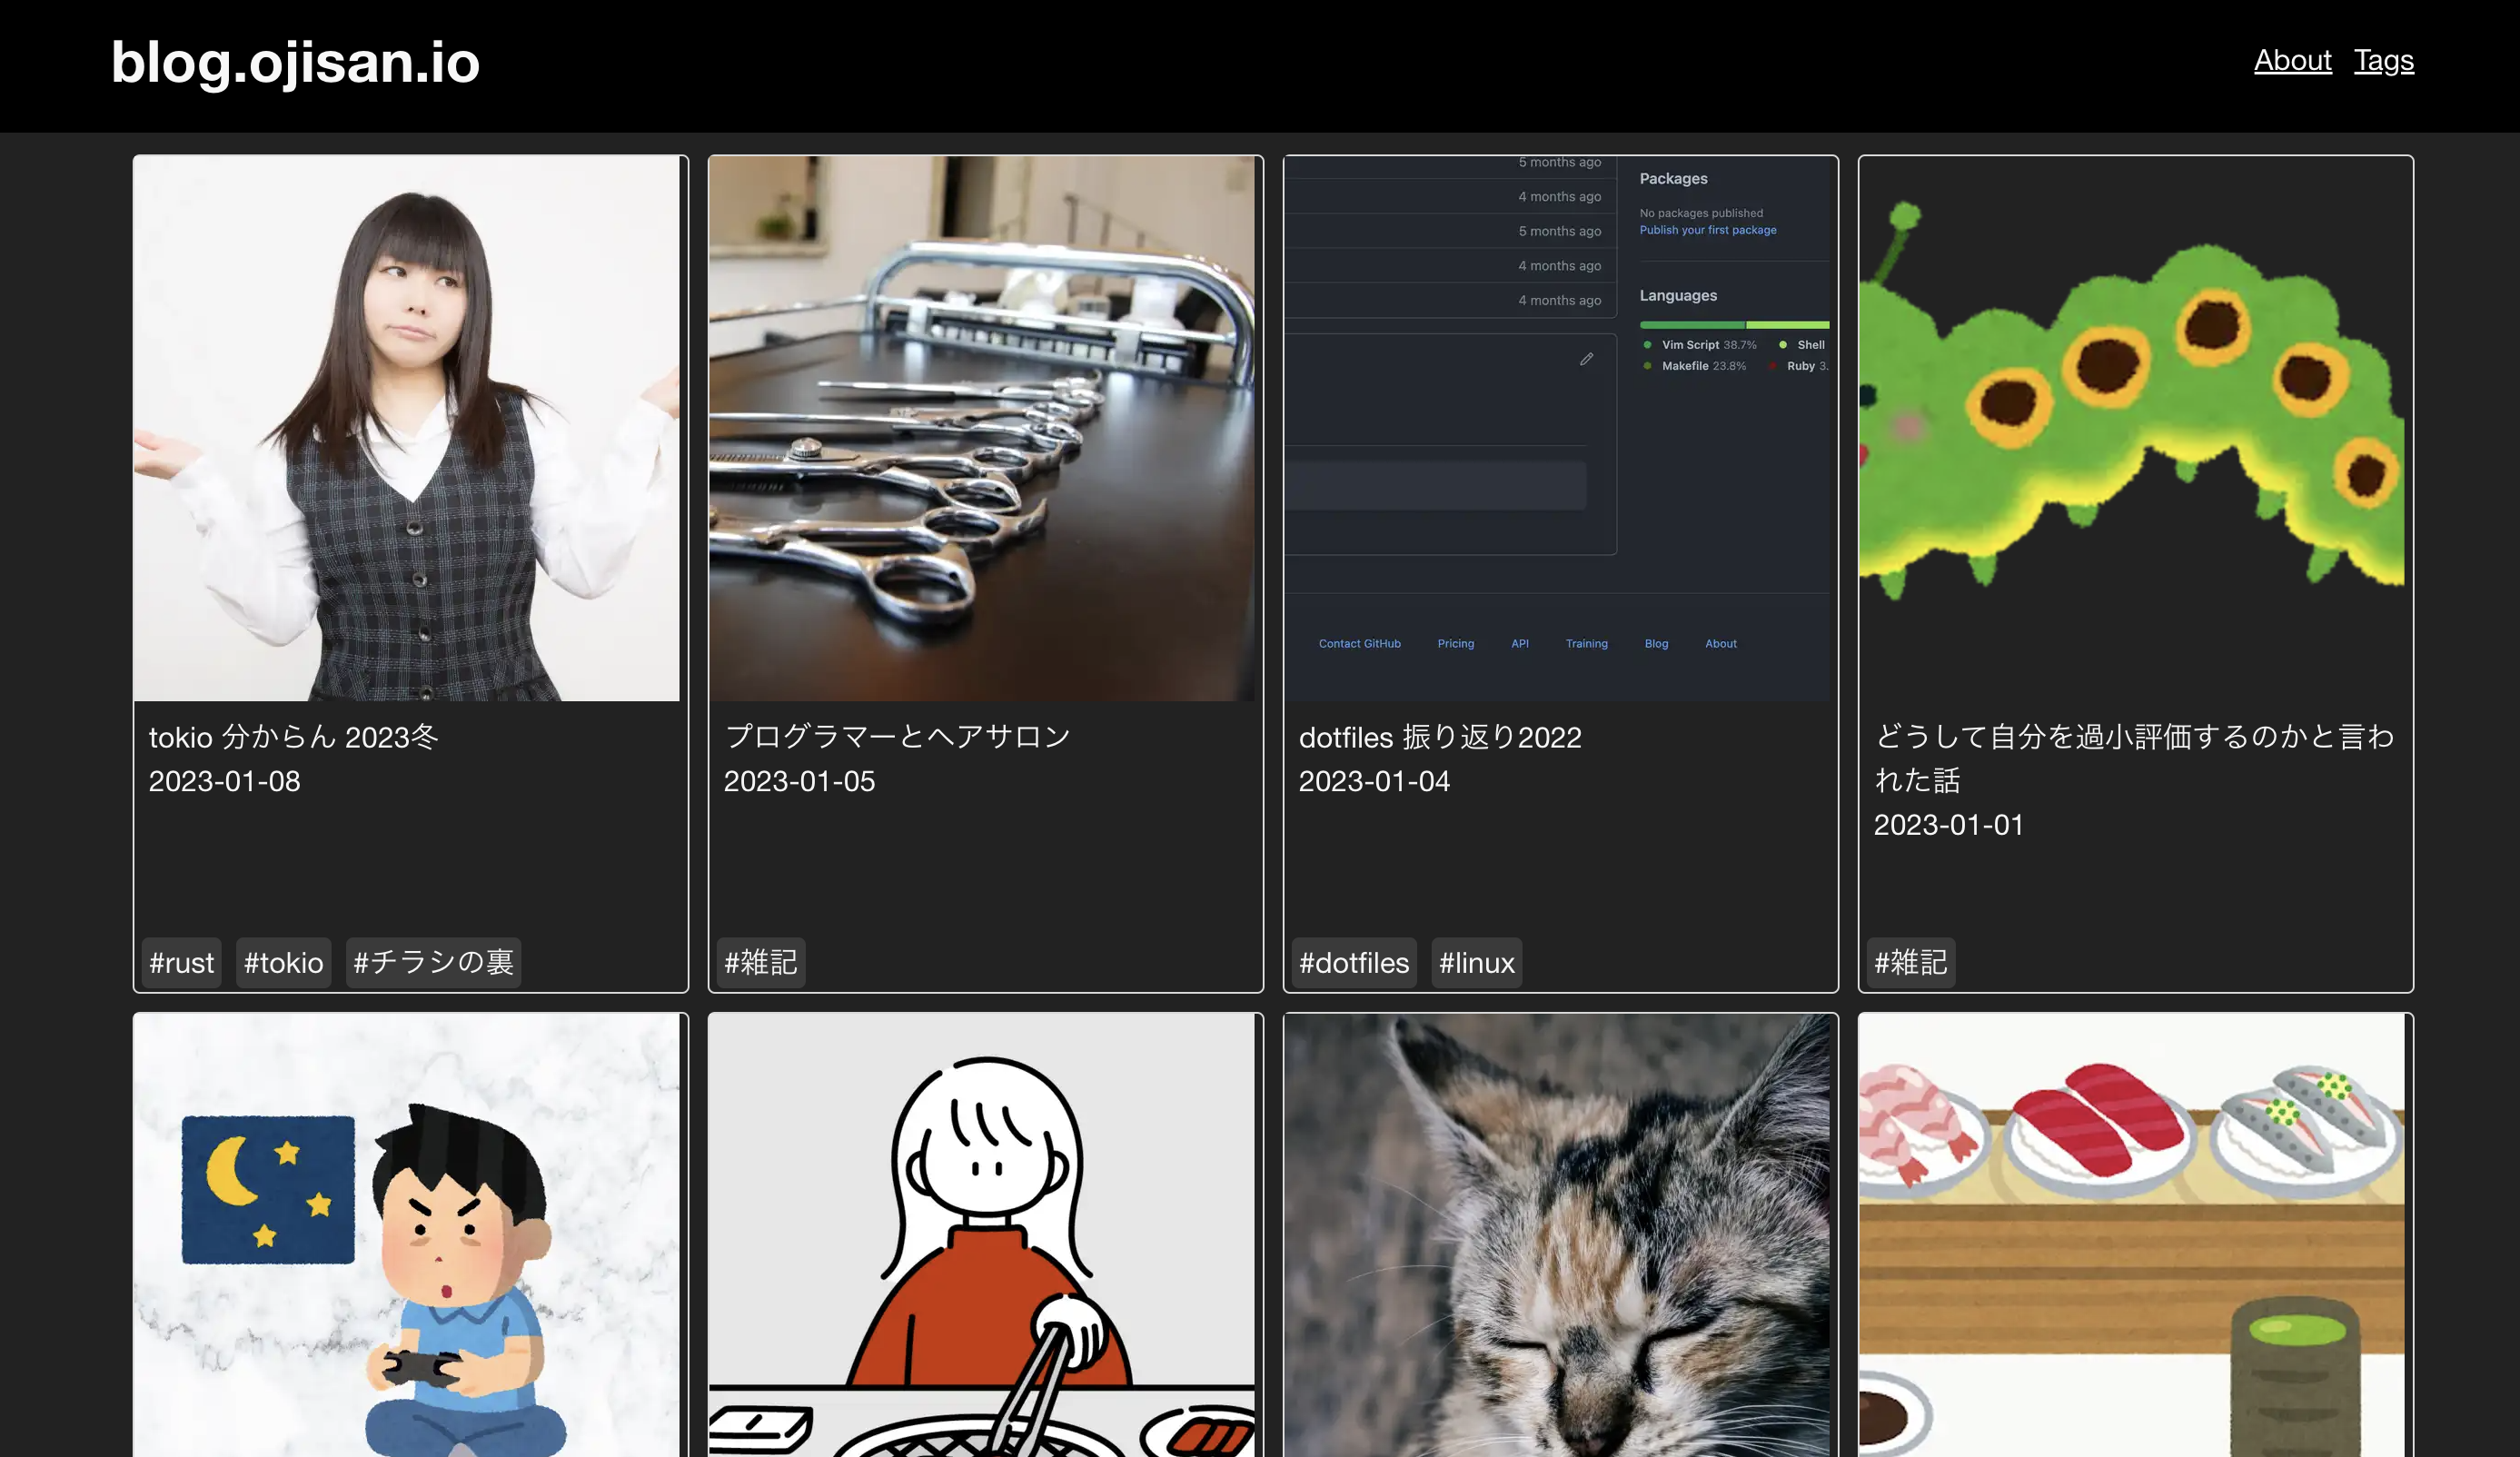 blog.ojisan.io
About Tags
5 months ago
4 months ago
5 months ago
4 months ago
4 months ago
Packages
No packages published
Publish your first package
Languages
Vim Script 38.7% Shell
Makefile 23.8% Ruby 3.
Contact GitHub Pricing API Training Blog About
tokio 分からん 2023冬
2023-01-08
#rust #tokio #チラシの裏
プログラマーとヘアサロン
2023-01-05
#雑記
dotfiles 振り返り2022
2023-01-04
#dotfiles #linux
どうして自分を過小評価するのかと言わ
れた話
2023-01-01
#雑記